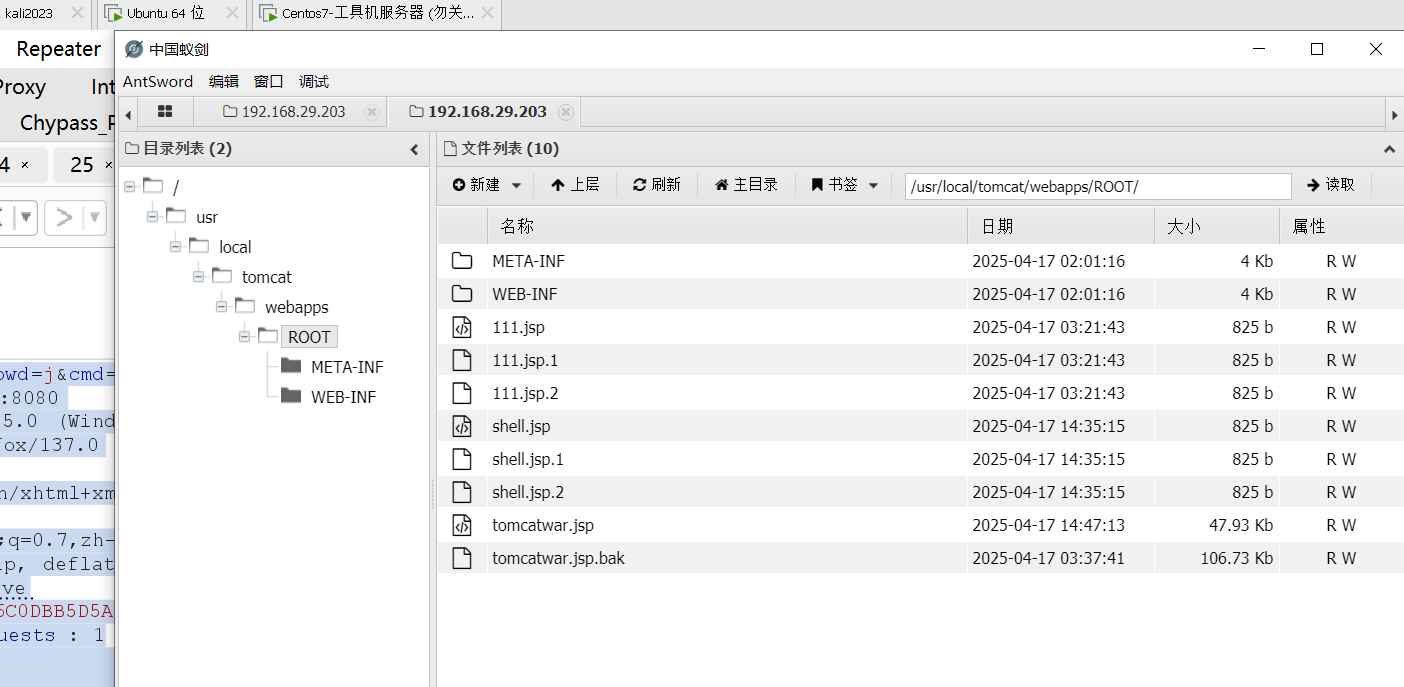 kali2023
Ubuntu 64 位
Centos7-工具机服务器 (勿关...
Repeater
中国蚁剑
Proxy
Int
AntSword 编辑 窗口 调试
Chypass_P
192.168.29.203
192.168.29.203
4 ×
25 ×
目录列表 (2)
文件列表 (10)
新建
上层
刷新
主目录
书签
/usr/local/tomcat/webapps/ROOT/
读取
/
usr
local
tomcat
webapps
ROOT
META-INF
WEB-INF
名称 日期 大小 属性
META-INF 2025-04-17 02:01:16 4 Kb R W
WEB-INF 2025-04-17 02:01:16 4 Kb R W
111.jsp 2025-04-17 03:21:43 825 b R W
111.jsp.1 2025-04-17 03:21:43 825 b R W
111.jsp.2 2025-04-17 03:21:43 825 b R W
shell.jsp 2025-04-17 14:35:15 825 b R W
shell.jsp.1 2025-04-17 14:35:15 825 b R W
shell.jsp.2 2025-04-17 14:35:15 825 b R W
tomcatwar.jsp 2025-04-17 14:47:13 47.93 Kb R W
tomcatwar.jsp.bak 2025-04-17 03:37:41 106.73 Kb R W
owd=j&cmd=
:8080
5.0 (Wind
fox/137.0
n/xhtml+xm
;q=0.7,zh-
ip, deflat
ve
5C0DBB5D5A
uests : 1